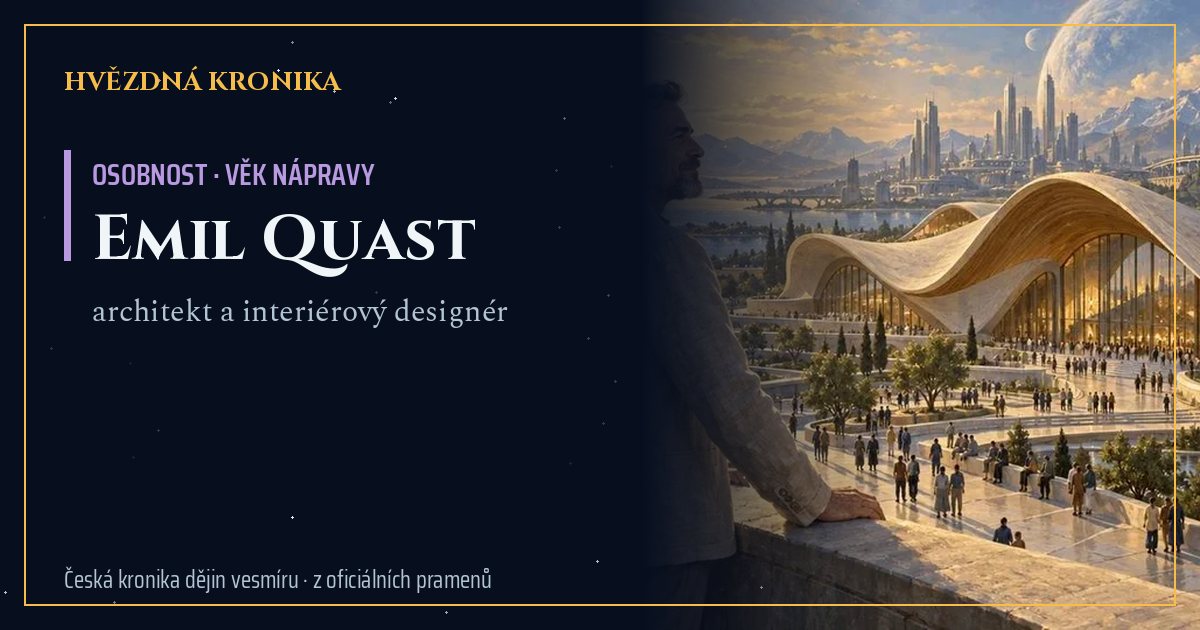 HVĚZDNÁ KRONIKA
OSOBNOST · VĚK NÁPRAVY
EMIL QUAST
architekt a interiérový designér
Česká kronika dějin vesmíru · z oficiálních pramenů